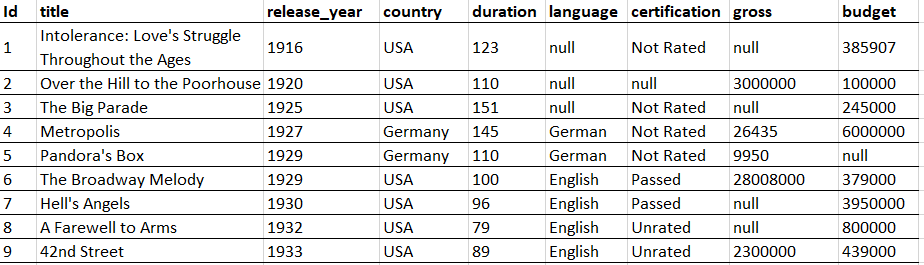 Id title release_year country duration language certification gross budget
1 Intolerance: Love's Struggle Throughout the Ages 1916 USA 123 null Not Rated null 385907
2 Over the Hill to the Poorhouse 1920 USA 110 null null 3000000 100000
3 The Big Parade 1925 USA 151 null Not Rated null 245000
4 Metropolis 1927 Germany 145 German Not Rated 26435 6000000
5 Pandora's Box 1929 Germany 110 German Not Rated 9950 null
6 The Broadway Melody 1929 USA 100 English Passed 28008000 379000
7 Hell's Angels 1930 USA 96 English Passed null 3950000
8 A Farewell to Arms 1932 USA 79 English Unrated null 800000
9 42nd Street 1933 USA 89 English Unrated 2300000 439000